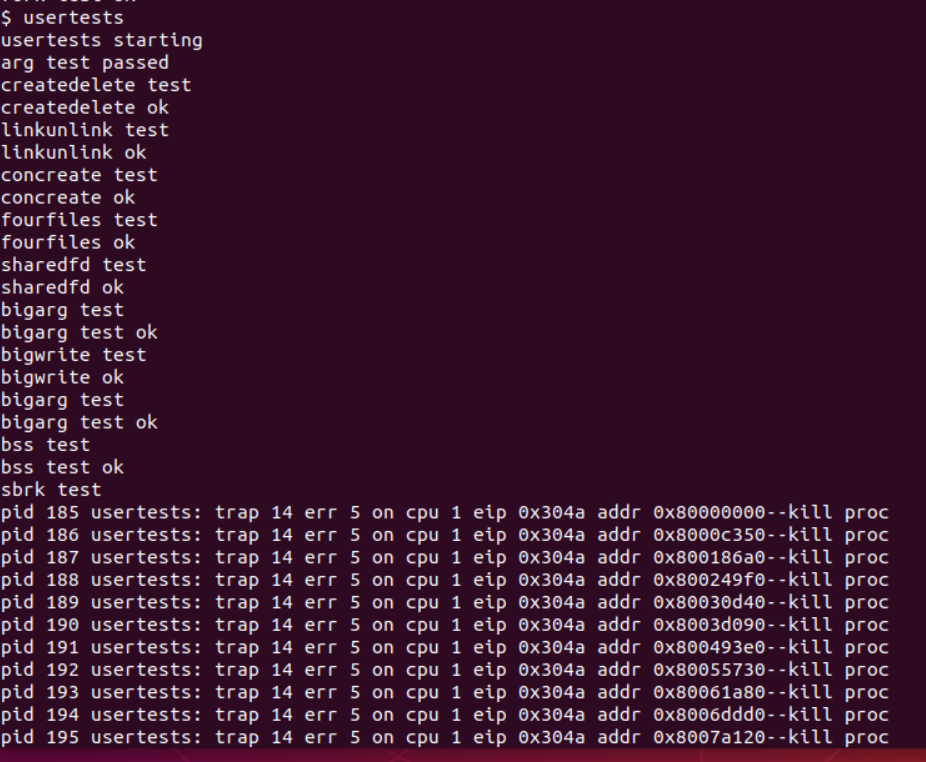 $ usertests
usertests starting
arg test passed
createdelete test
createdelete ok
linkunlink test
linkunlink ok
concreate test
concreate ok
fourfiles test
fourfiles ok
sharedfd test
sharedfd ok
bigarg test
bigarg test ok
bigwrite test
bigwrite ok
bigarg test
bigarg test ok
bss test
bss test ok
sbrk test
pid 185 usertests: trap 14 err 5 on cpu 1 eip 0x304a addr 0x80000000--kill proc
pid 186 usertests: trap 14 err 5 on cpu 1 eip 0x304a addr 0x8000c350--kill proc
pid 187 usertests: trap 14 err 5 on cpu 1 eip 0x304a addr 0x800186a0--kill proc
pid 188 usertests: trap 14 err 5 on cpu 1 eip 0x304a addr 0x800249f0--kill proc
pid 189 usertests: trap 14 err 5 on cpu 1 eip 0x304a addr 0x80030d40--kill proc
pid 190 usertests: trap 14 err 5 on cpu 1 eip 0x304a addr 0x8003d090--kill proc
pid 191 usertests: trap 14 err 5 on cpu 1 eip 0x304a addr 0x800493e0--kill proc
pid 192 usertests: trap 14 err 5 on cpu 1 eip 0x304a addr 0x80055730--kill proc
pid 193 usertests: trap 14 err 5 on cpu 1 eip 0x304a addr 0x80061a80--kill proc
pid 194 usertests: trap 14 err 5 on cpu 1 eip 0x304a addr 0x8006ddd0--kill proc
pid 195 usertests: trap 14 err 5 on cpu 1 eip 0x304a addr 0x8007a120--kill proc